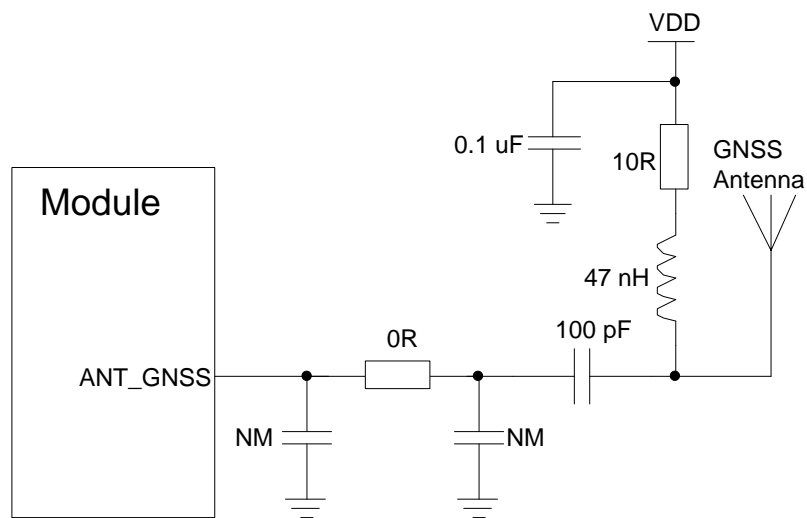 VDD
0.1 uF
10R
GNSS
Antenna
Module
47 nH
100 pF
0R
ANT_GNSS
NM
NM